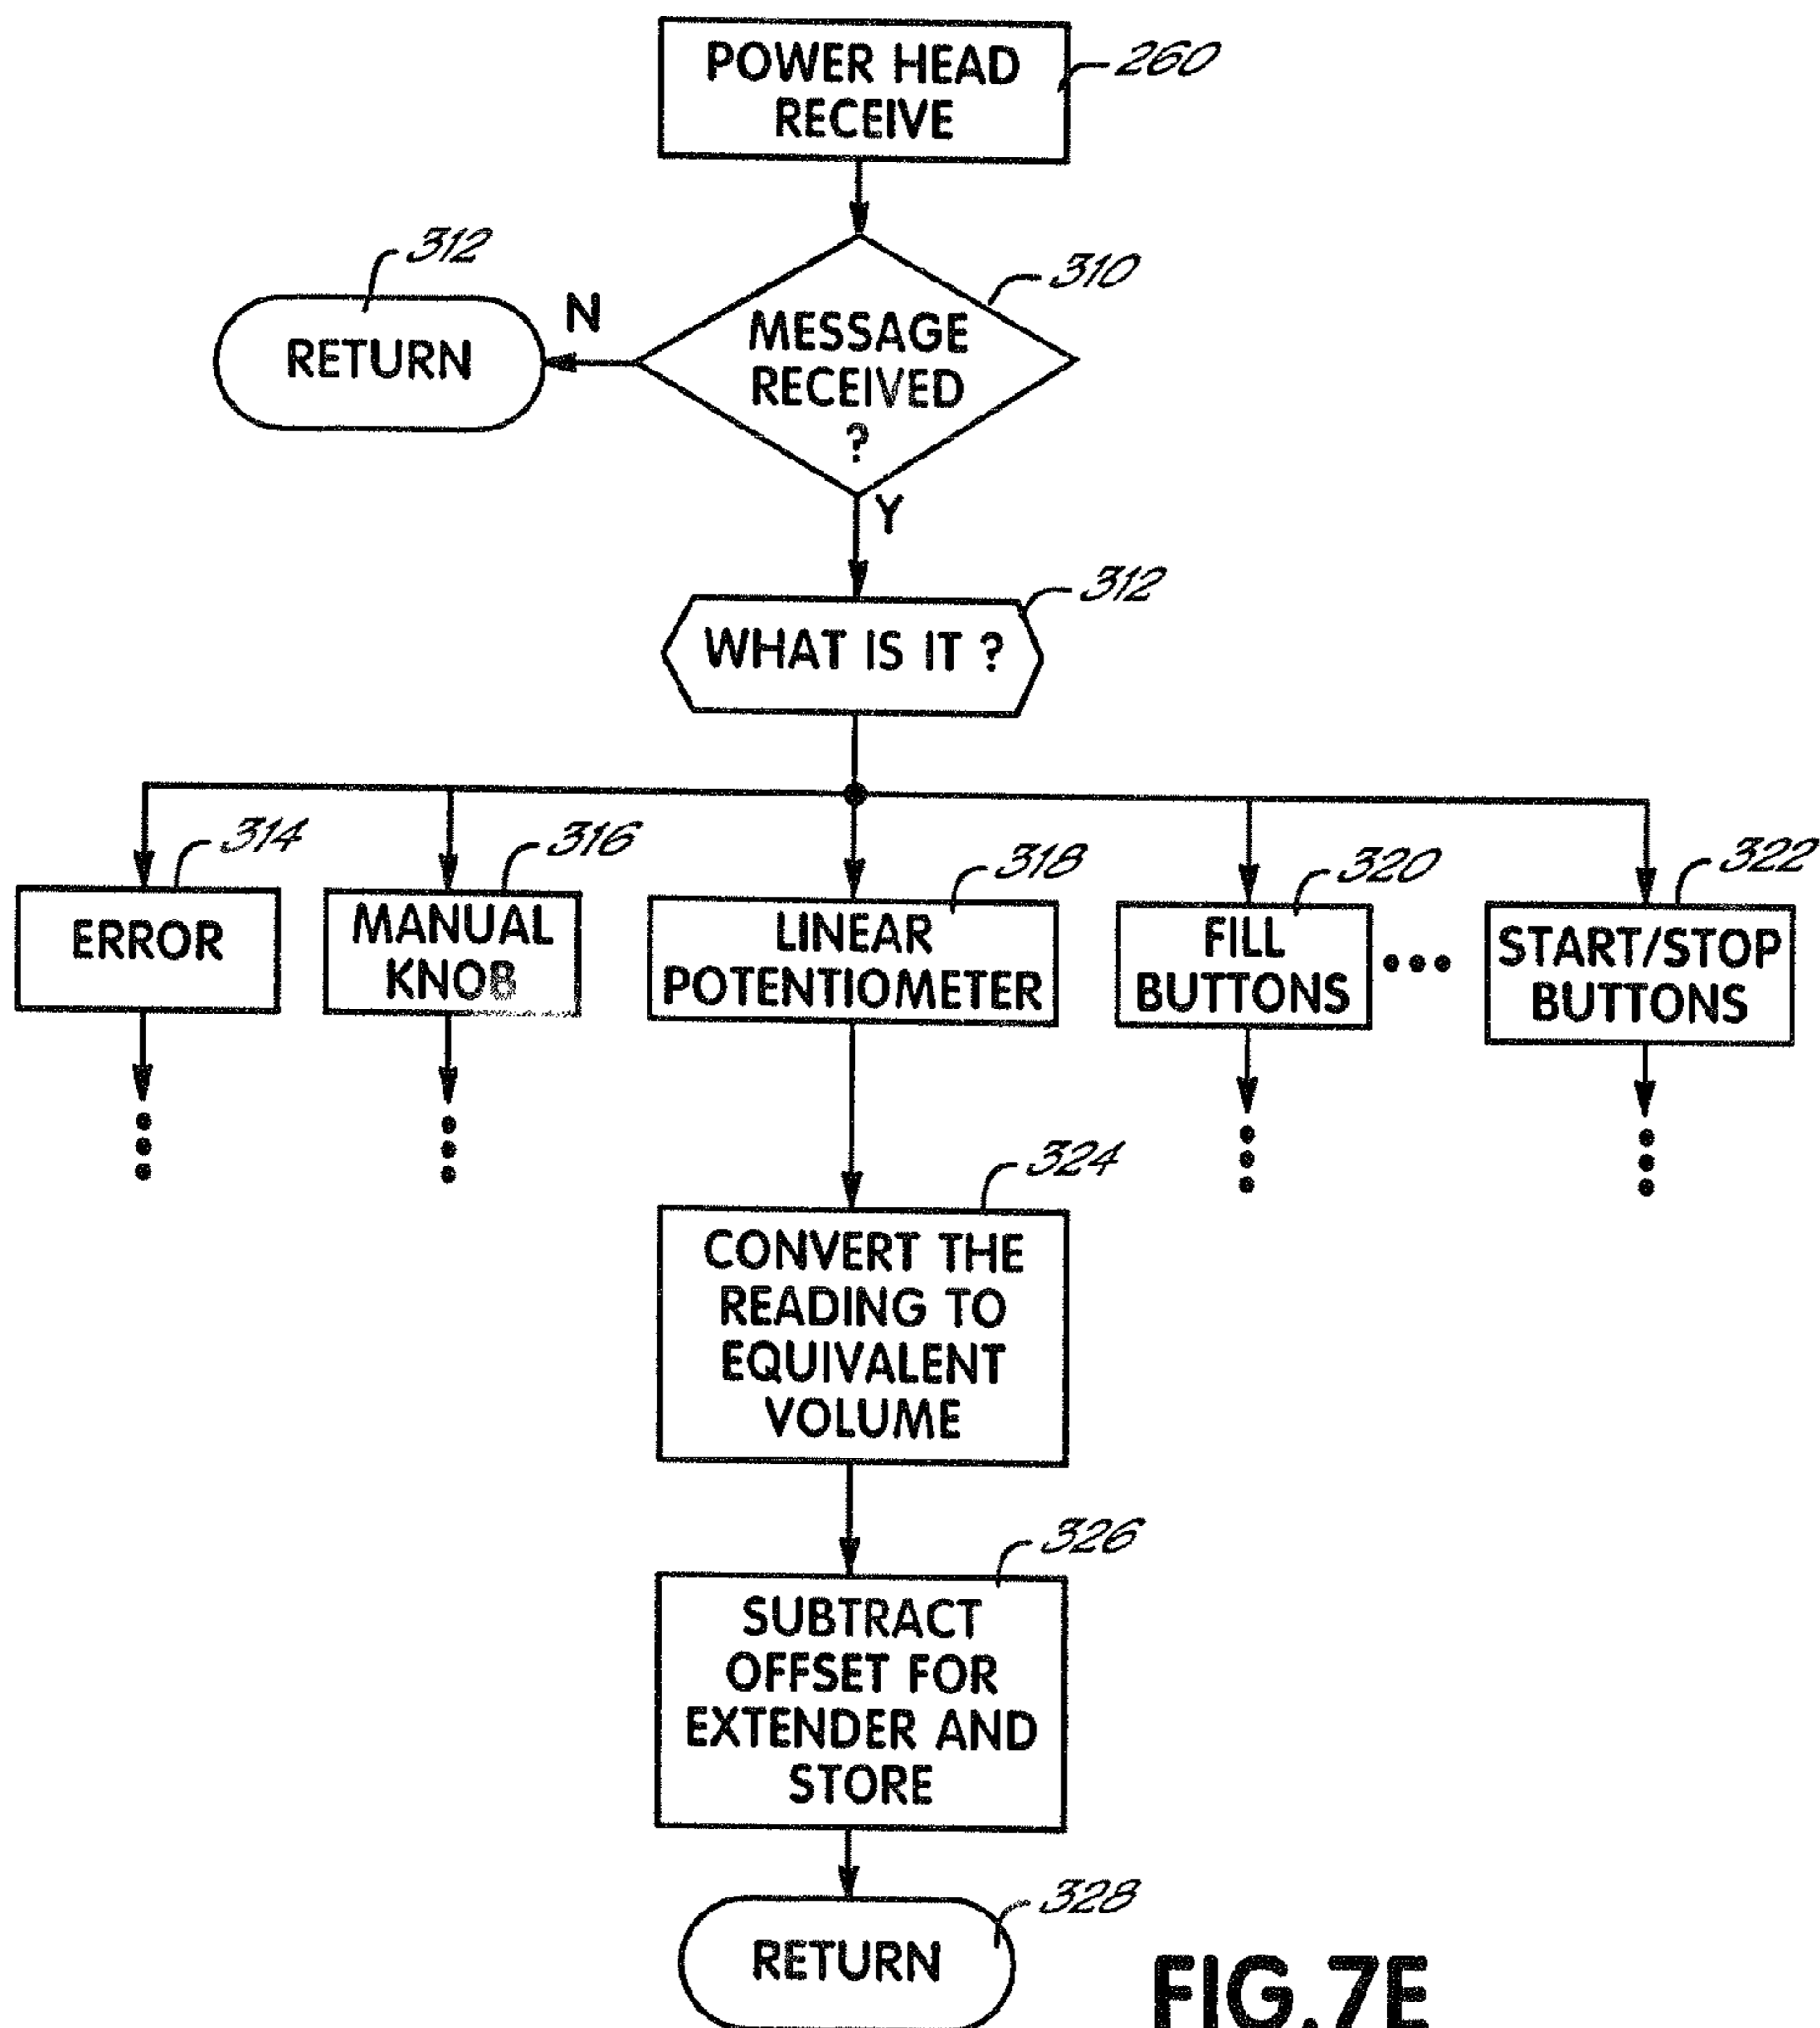 POWER HEAD
RECEIVE
260
312
RETURN
N
310
MESSAGE
RECEIVED
?
Y
312
WHAT IS IT ?
314
ERROR
316
MANUAL
KNOB
318
LINEAR
POTENTIOMETER
320
FILL
BUTTONS
•••
322
START/STOP
BUTTONS
324
CONVERT THE
READING TO
EQUIVALENT
VOLUME
326
SUBTRACT
OFFSET FOR
EXTENDER AND
STORE
328
RETURN
FIG.7E